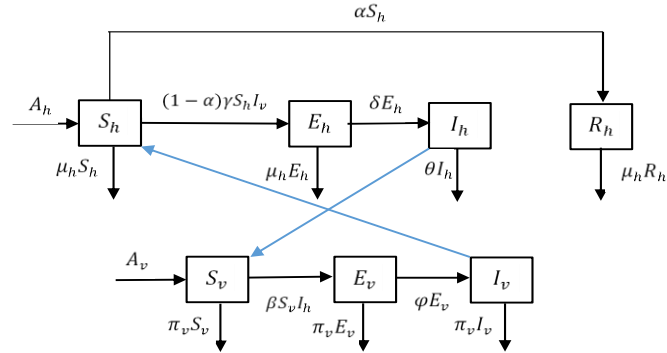 αS_h
A_h
S_h
(1 − α)γS_hI_v
E_h
δE_h
I_h
R_h
μ_hS_h
μ_hE_h
θI_h
μ_hR_h
A_v
S_v
βS_vI_h
E_v
φE_v
I_v
π_vS_v
π_vE_v
π_vI_v